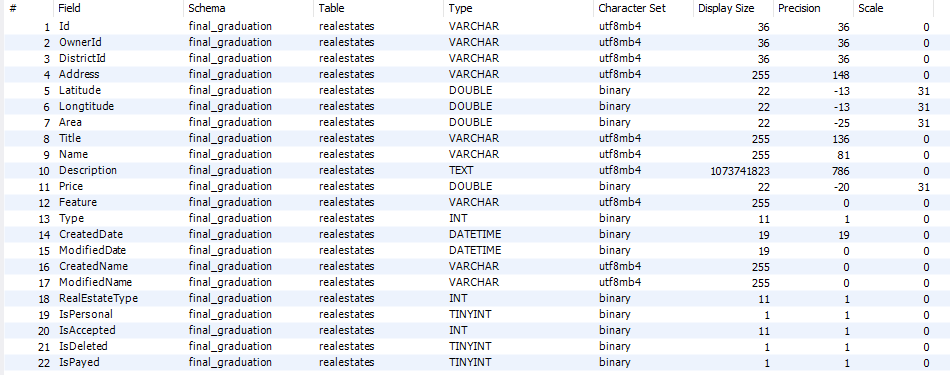 # Field Schema Table Type Character Set Display Size Precision Scale
1 Id final_graduation realestates VARCHAR utf8mb4 36 36 0
2 OwnerId final_graduation realestates VARCHAR utf8mb4 36 36 0
3 DistrictId final_graduation realestates VARCHAR utf8mb4 36 36 0
4 Address final_graduation realestates VARCHAR utf8mb4 255 148 0
5 Latitude final_graduation realestates DOUBLE binary 22 -13 31
6 Longtitude final_graduation realestates DOUBLE binary 22 -13 31
7 Area final_graduation realestates DOUBLE binary 22 -25 31
8 Title final_graduation realestates VARCHAR utf8mb4 255 136 0
9 Name final_graduation realestates VARCHAR utf8mb4 255 81 0
10 Description final_graduation realestates TEXT utf8mb4 1073741823 786 0
11 Price final_graduation realestates DOUBLE binary 22 -20 31
12 Feature final_graduation realestates VARCHAR utf8mb4 255 0 0
13 Type final_graduation realestates INT binary 11 1 0
14 CreatedDate final_graduation realestates DATETIME binary 19 19 0
15 ModifiedDate final_graduation realestates DATETIME binary 19 0 0
16 CreatedName final_graduation realestates VARCHAR utf8mb4 255 0 0
17 ModifiedName final_graduation realestates VARCHAR utf8mb4 255 0 0
18 RealEstateType final_graduation realestates INT binary 11 1 0
19 IsPersonal final_graduation realestates TINYINT binary 1 1 0
20 IsAccepted final_graduation realestates INT binary 11 1 0
21 IsDeleted final_graduation realestates TINYINT binary 1 1 0
22 IsPayed final_graduation realestates TINYINT binary 1 1 0